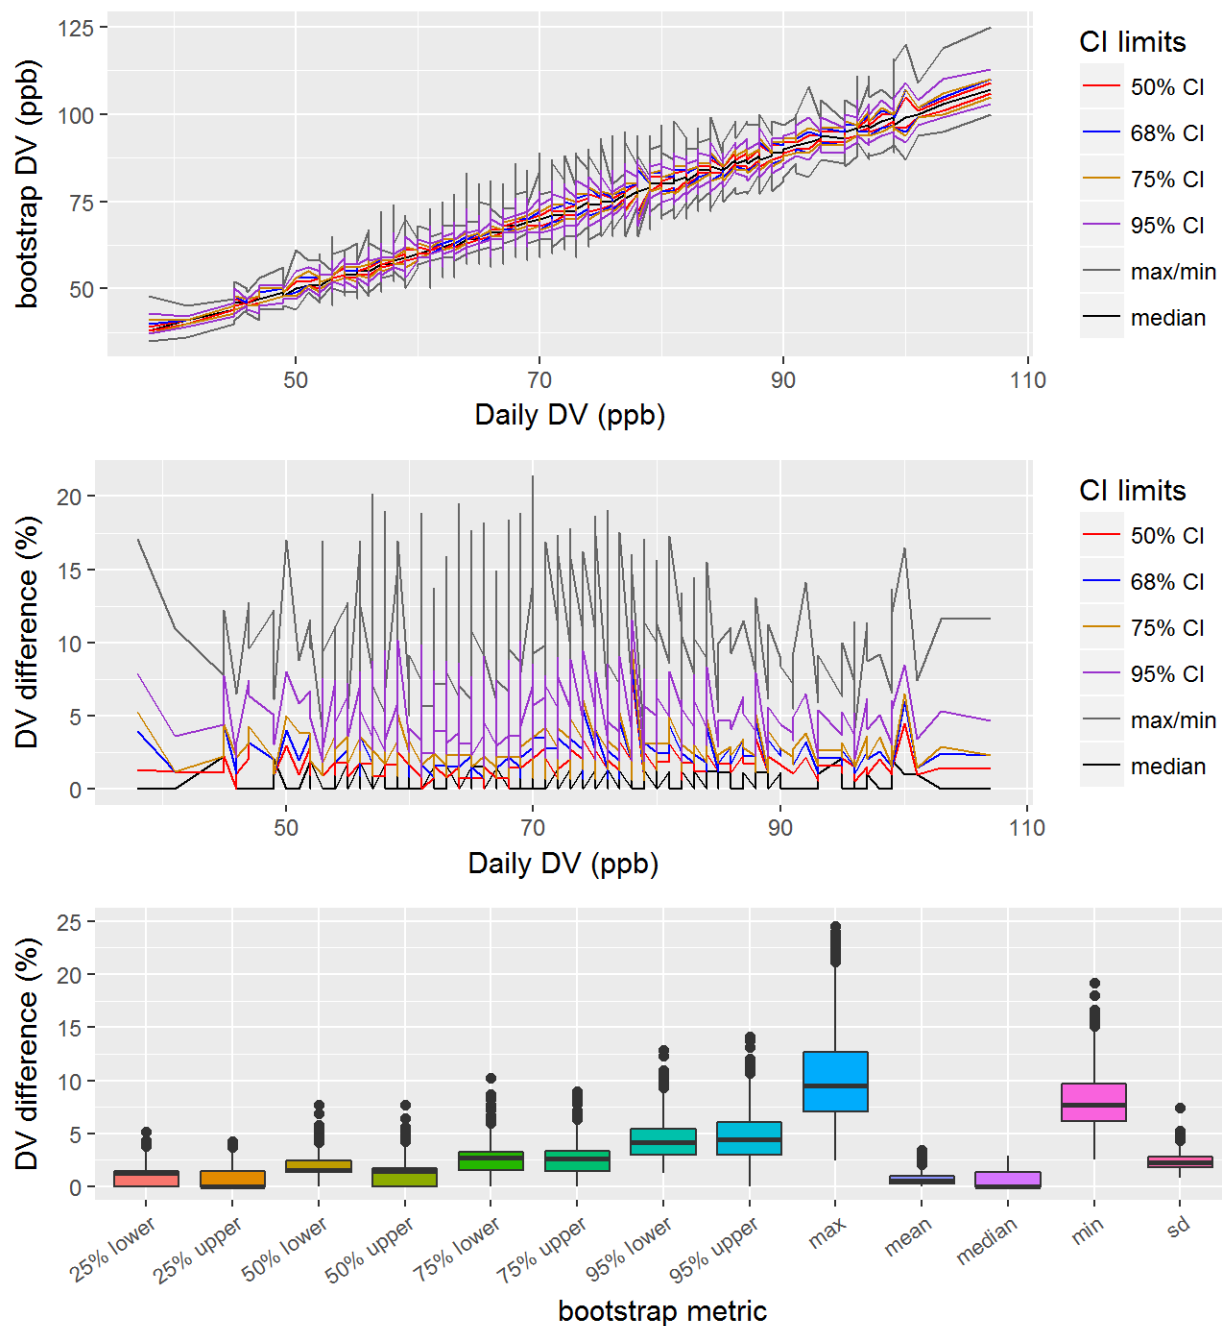 125
100
75
50
bootstrap DV (ppb)
50
70
90
110
Daily DV (ppb)
CI limits
50% CI
68% CI
75% CI
95% CI
max/min
median
20
15
10
5
0
DV difference (%)
50
70
90
110
Daily DV (ppb)
CI limits
50% CI
68% CI
75% CI
95% CI
max/min
median
25
20
15
10
5
0
DV difference (%)
25% lower
25% upper
50% lower
50% upper
75% lower
75% upper
95% lower
95% upper
max
mean
median
min
sd
bootstrap metric